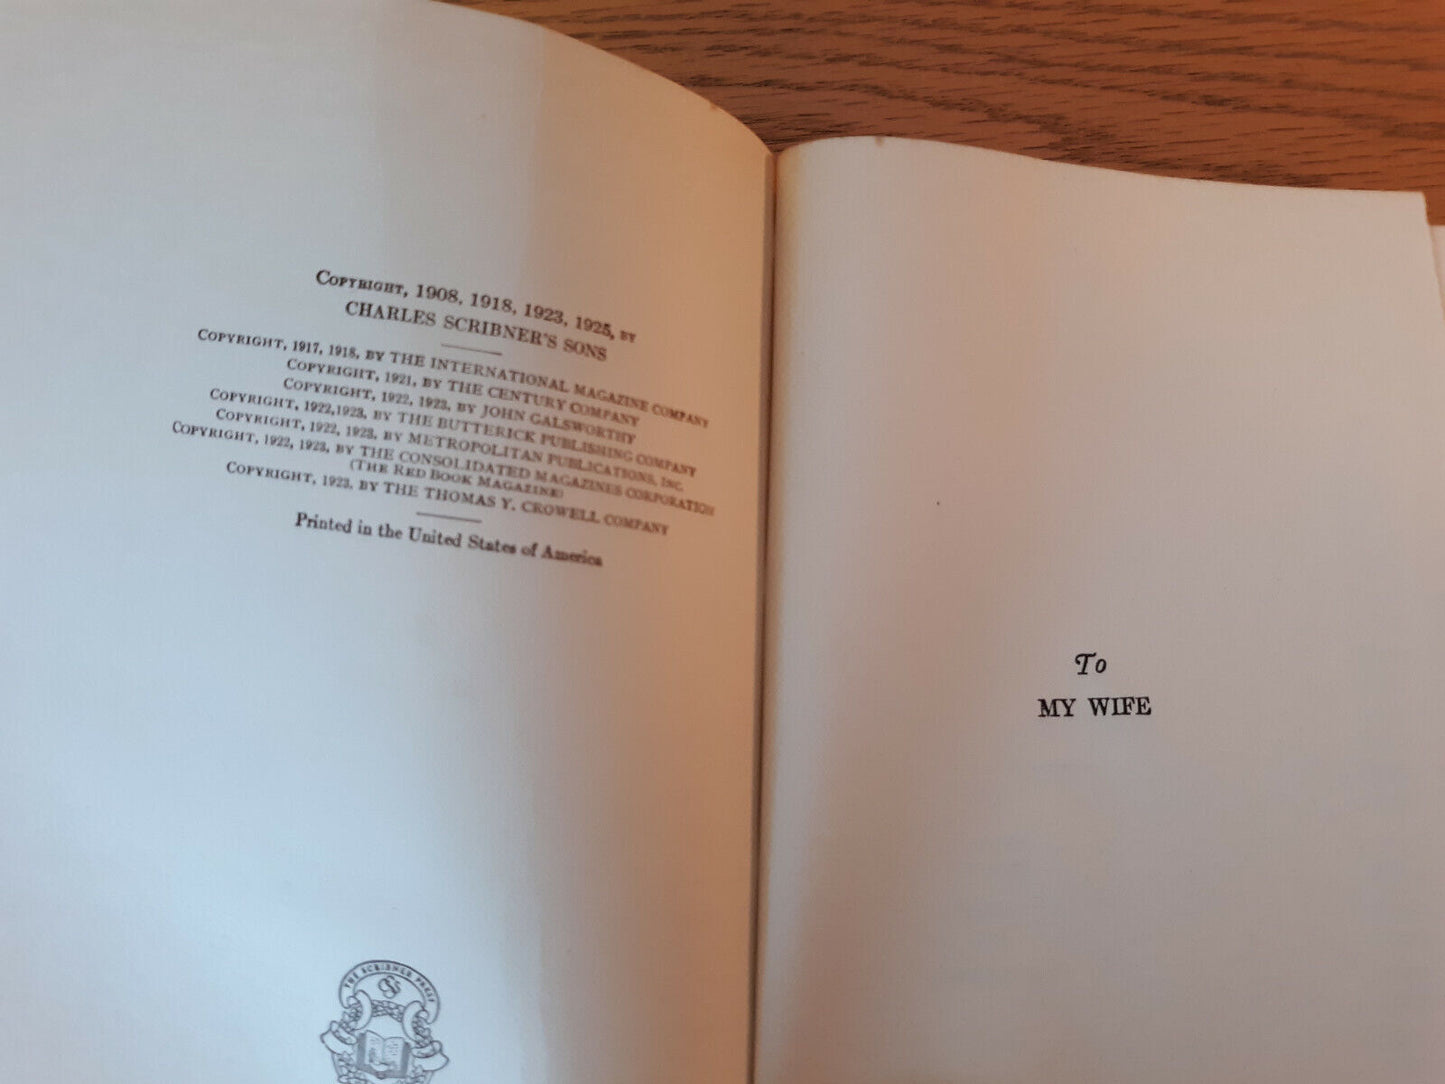 COPYRIGHT, 1908, 1918, 1923, 1925, BY
CHARLES SCRIBNER'S SONS
COPYRIGHT, 1917, 1918, BY THE INTERNATIONAL MAGAZINE COMPANY
COPYRIGHT, 1921, BY THE CENTURY COMPANY
COPYRIGHT, 1922, 1923, BY JOHN GALSWORTHY
COPYRIGHT, 1922,1923, BY THE BUTTERICK PUBLISHING COMPANY
COPYRIGHT, 1922, 1923, BY METROPOLITAN PUBLICATIONS, INC.
COPYRIGHT, 1922, 1923, BY THE CONSOLIDATED MAGAZINES CORPORATION
(THE RED BOOK MAGAZINE)
COPYRIGHT, 1923, BY THE THOMAS Y. CROWELL COMPANY
Printed in the United States of America
THE SCRIBNER PRESS
To
MY WIFE